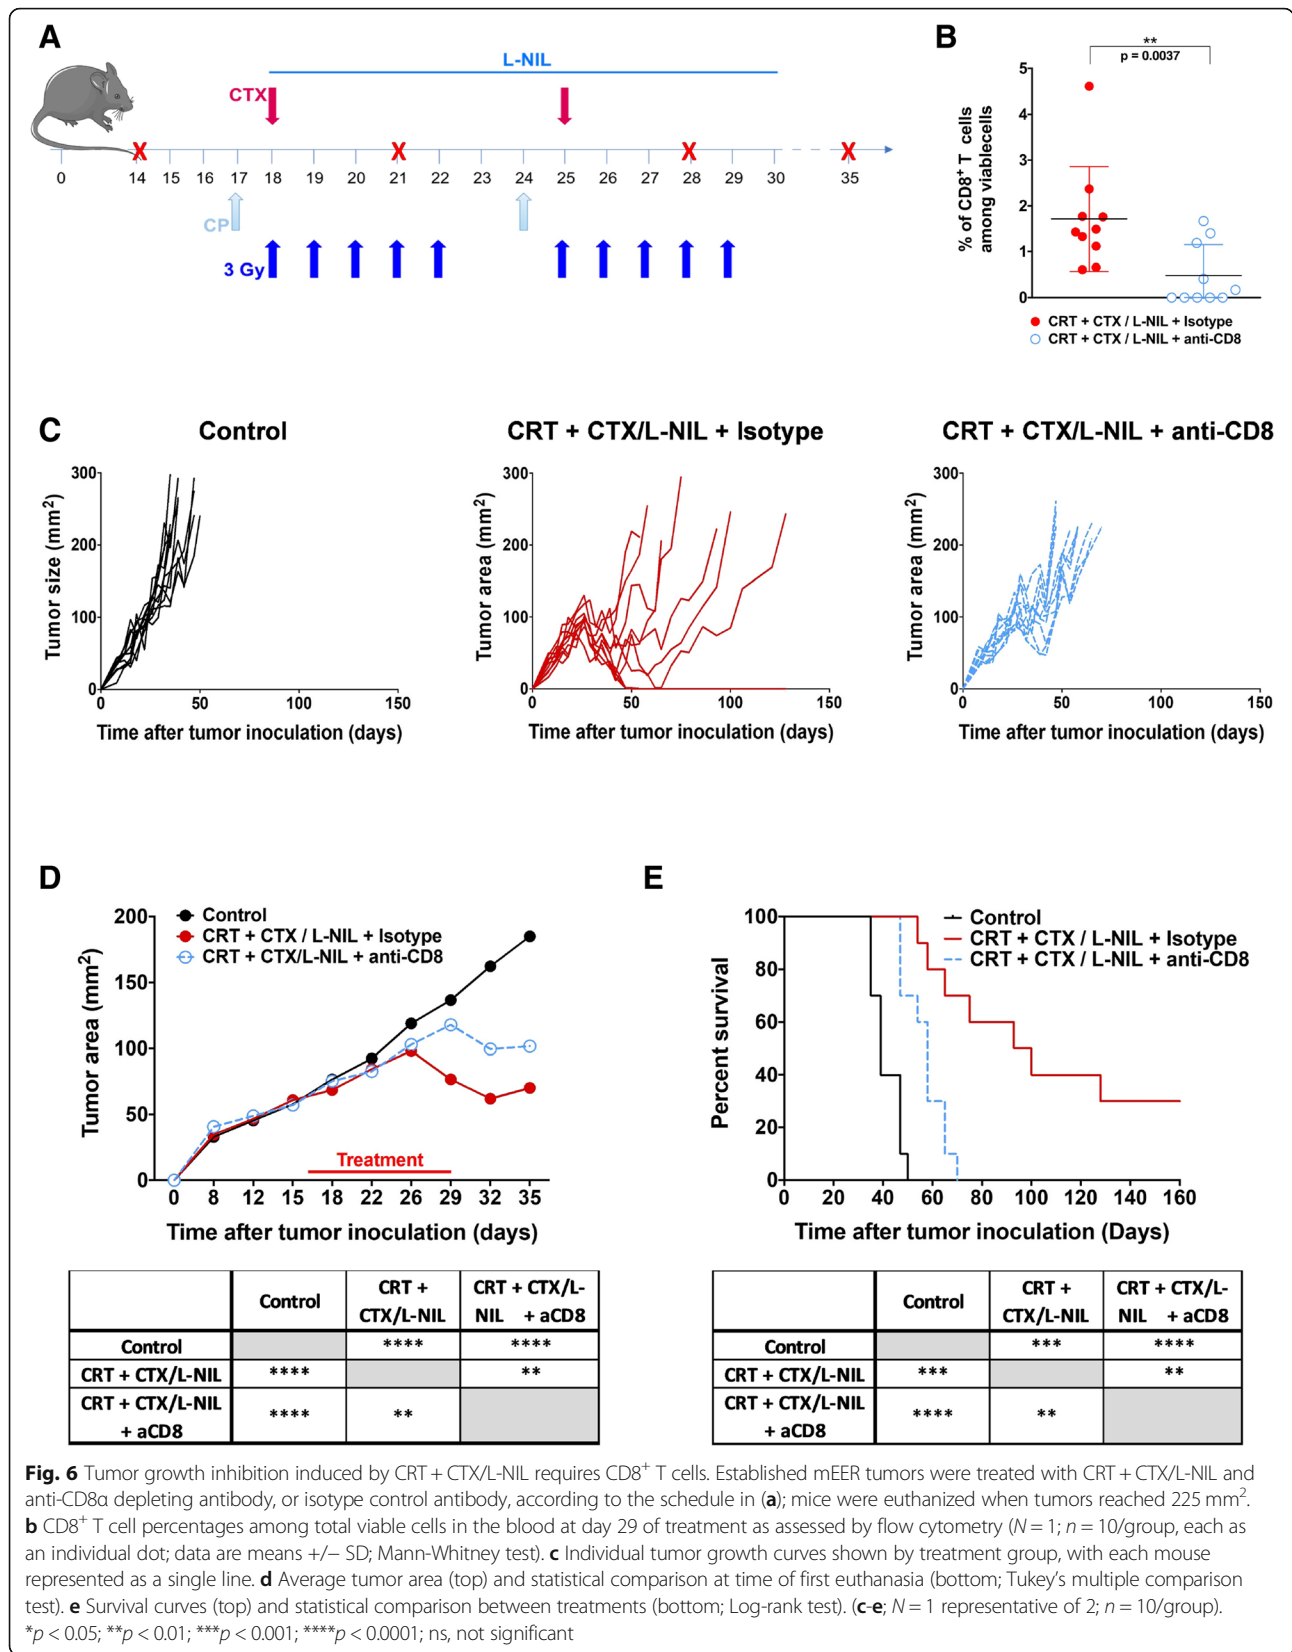 A
L-NIL
CTX
X X X X
0 14 15 16 17 18 19 20 21 22 23 24 25 26 27 28 29 30 35
CP
3 Gy
B
**
p = 0.0037
% of CD8+ T cells
among viablecells
5
4
3
2
1
0
CRT + CTX / L-NIL + Isotype
CRT + CTX / L-NIL + anti-CD8
C
Control
Tumor size (mm2)
300
200
100
0
0 50 100 150
Time after tumor inoculation (days)
CRT + CTX/L-NIL + Isotype
Tumor area (mm2)
300
200
100
0
0 50 100 150
Time after tumor inoculation (days)
CRT + CTX/L-NIL + anti-CD8
Tumor area (mm2)
300
200
100
0
0 50 100 150
Time after tumor inoculation (days)
D
Control
CRT + CTX / L-NIL + Isotype
CRT + CTX/L-NIL + anti-CD8
Tumor area (mm2)
200
150
100
50
0
Treatment
0 8 12 15 18 22 26 29 32 35
Time after tumor inoculation (days)
Control CRT + CTX/L-NIL CRT + CTX/L-NIL + aCD8
Control **** ****
CRT + CTX/L-NIL **** **
CRT + CTX/L-NIL + aCD8 **** **
E
Control
CRT + CTX / L-NIL + Isotype
CRT + CTX / L-NIL + anti-CD8
Percent survival
100
80
60
40
20
0
0 20 40 60 80 100 120 140 160
Time after tumor inoculation (Days)
Control CRT + CTX/L-NIL CRT + CTX/L-NIL + aCD8
Control *** ****
CRT + CTX/L-NIL *** **
CRT + CTX/L-NIL + aCD8 **** **
Fig. 6 Tumor growth inhibition induced by CRT + CTX/L-NIL requires CD8+ T cells. Established mEER tumors were treated with CRT + CTX/L-NIL and
anti-CD8α depleting antibody, or isotype control antibody, according to the schedule in (a); mice were euthanized when tumors reached 225 mm2.
b CD8+ T cell percentages among total viable cells in the blood at day 29 of treatment as assessed by flow cytometry (N = 1; n = 10/group, each as
an individual dot; data are means +/− SD; Mann-Whitney test). c Individual tumor growth curves shown by treatment group, with each mouse
represented as a single line. d Average tumor area (top) and statistical comparison at time of first euthanasia (bottom; Tukey's multiple comparison
test). e Survival curves (top) and statistical comparison between treatments (bottom; Log-rank test). (c-e; N = 1 representative of 2; n = 10/group).
*p < 0.05; **p < 0.01; ***p < 0.001; ****p < 0.0001; ns, not significant